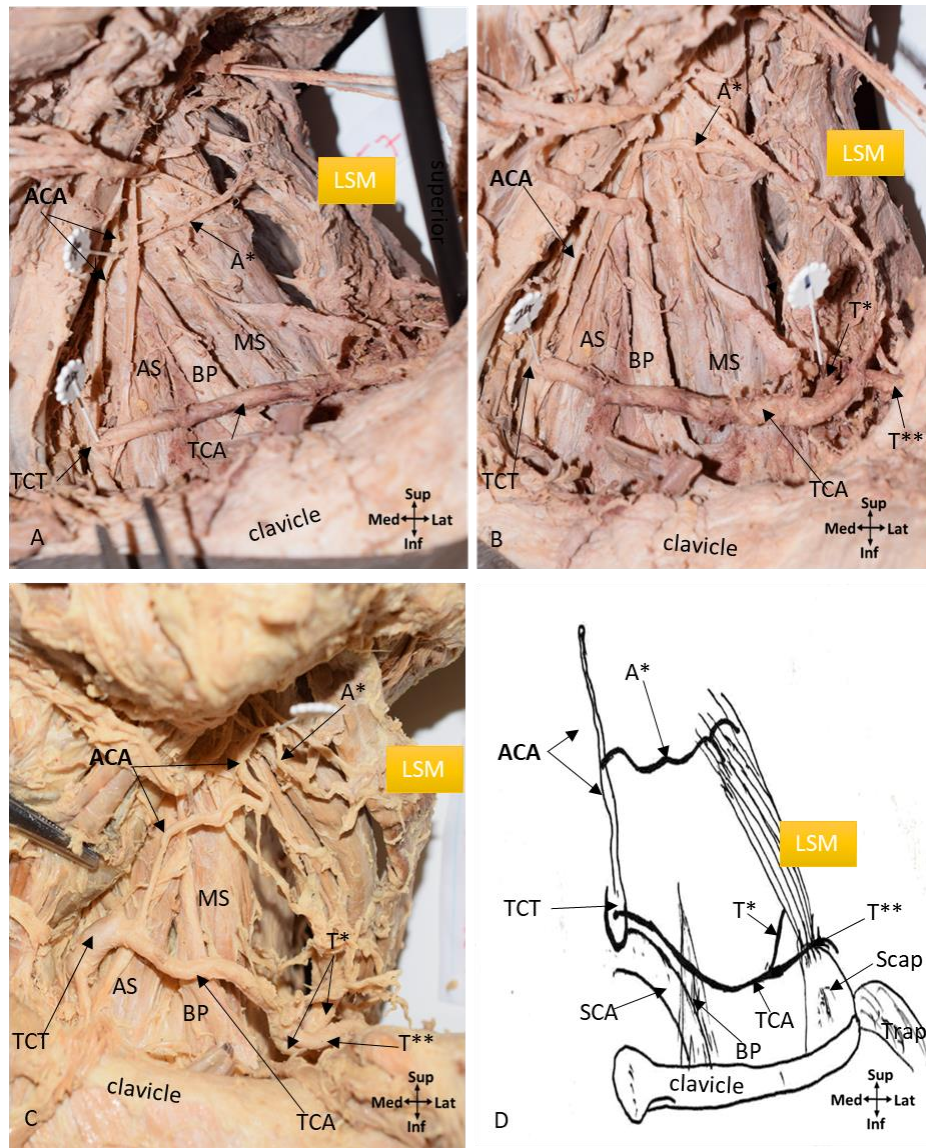 LSM
superior
ACA
A*
MS
AS
BP
TCT
TCA
clavicle
Sup
Med Lat
Inf
A
A*
LSM
ACA
T*
AS
BP
MS
TCT
TCA
T**
Sup
Med Lat
Inf
clavicle
B
A*
ACA
LSM
MS
T*
AS
BP
TCT
T**
clavicle
TCA
Sup
Med Lat
Inf
C
A*
ACA
LSM
TCT
T*
T**
Scap
SCA
TCA
Trap
BP
clavicle
Sup
Med Lat
Inf
D